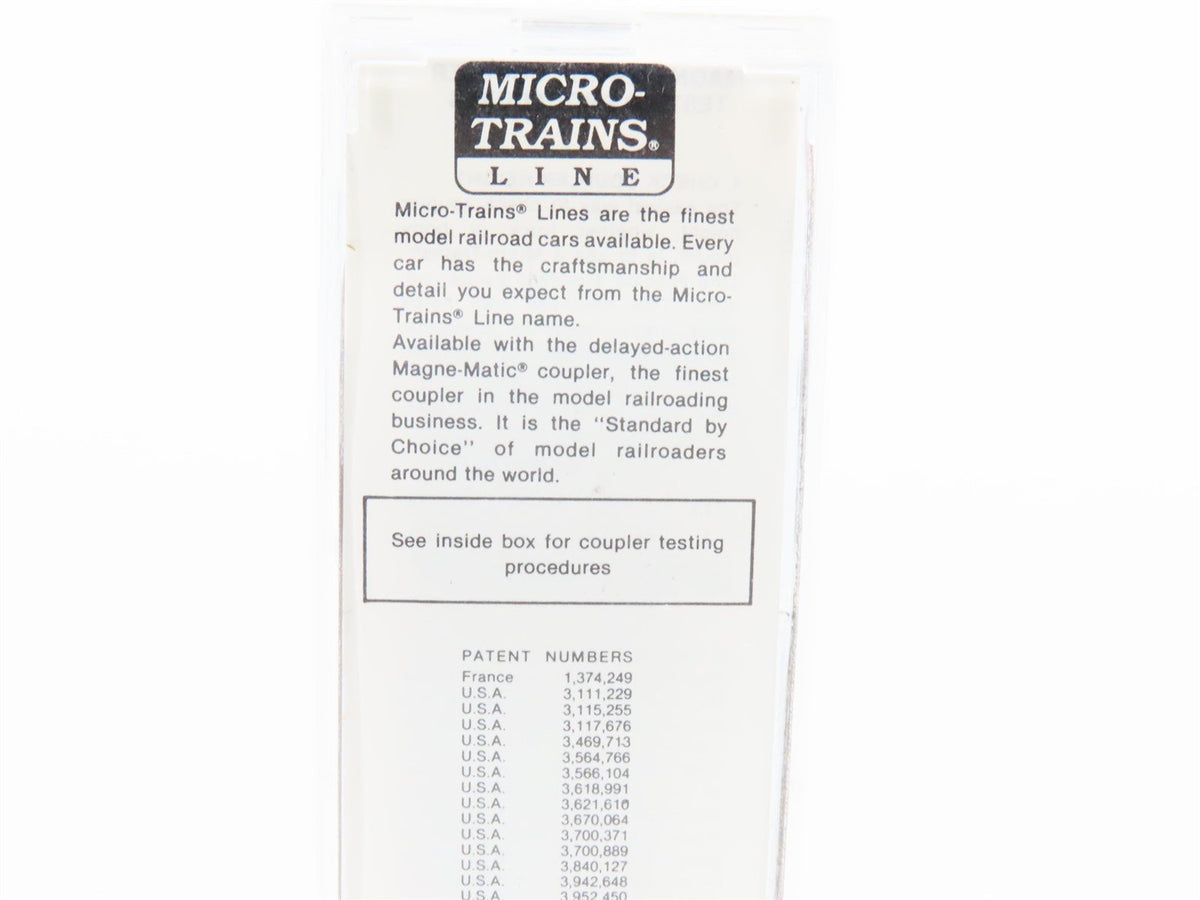 MICRO-
TRAINS®
LINE
Micro-Trains® Lines are the finest
model railroad cars available. Every
car has the craftsmanship and
detail you expect from the Micro-
Trains® Line name.
Available with the delayed-action
Magne-Matic® coupler, the finest
coupler in the model railroading
business. It is the “Standard by
Choice” of model railroaders
around the world.
See inside box for coupler testing
procedures
PATENT NUMBERS
France 1,374,249
U.S.A. 3,111,229
U.S.A. 3,115,255
U.S.A. 3,117,676
U.S.A. 3,469,713
U.S.A. 3,564,766
U.S.A. 3,566,104
U.S.A. 3,618,991
U.S.A. 3,621,610
U.S.A. 3,670,064
U.S.A. 3,700,371
U.S.A. 3,700,889
U.S.A. 3,840,127
U.S.A. 3,942,648
U.S.A. 3,952,450